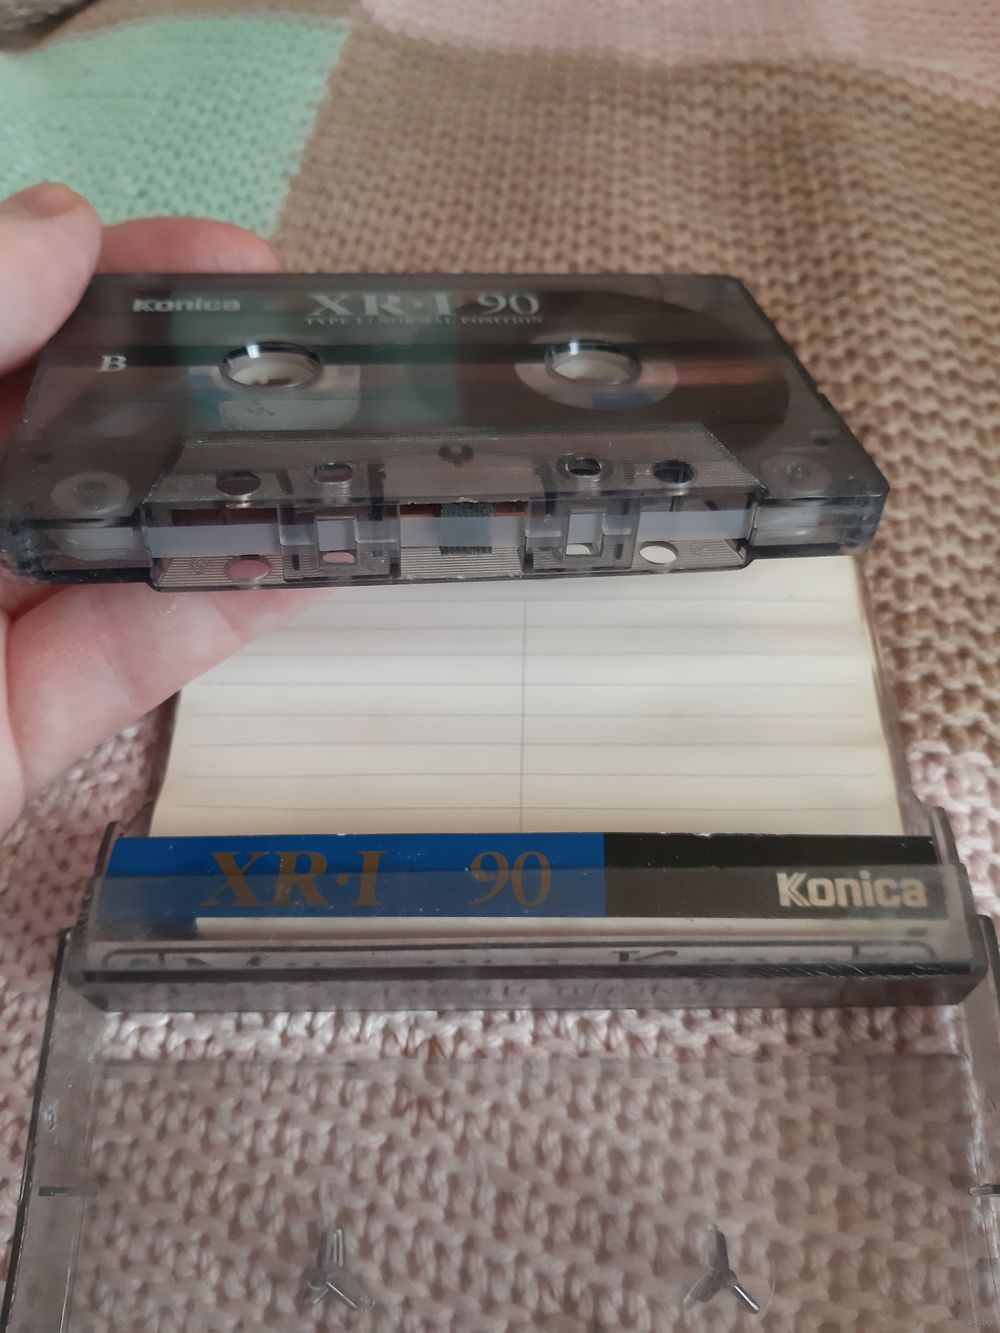 Konica XR·I 90
TYPE I / NORMAL POSITION
B
XR·I 90 Konica